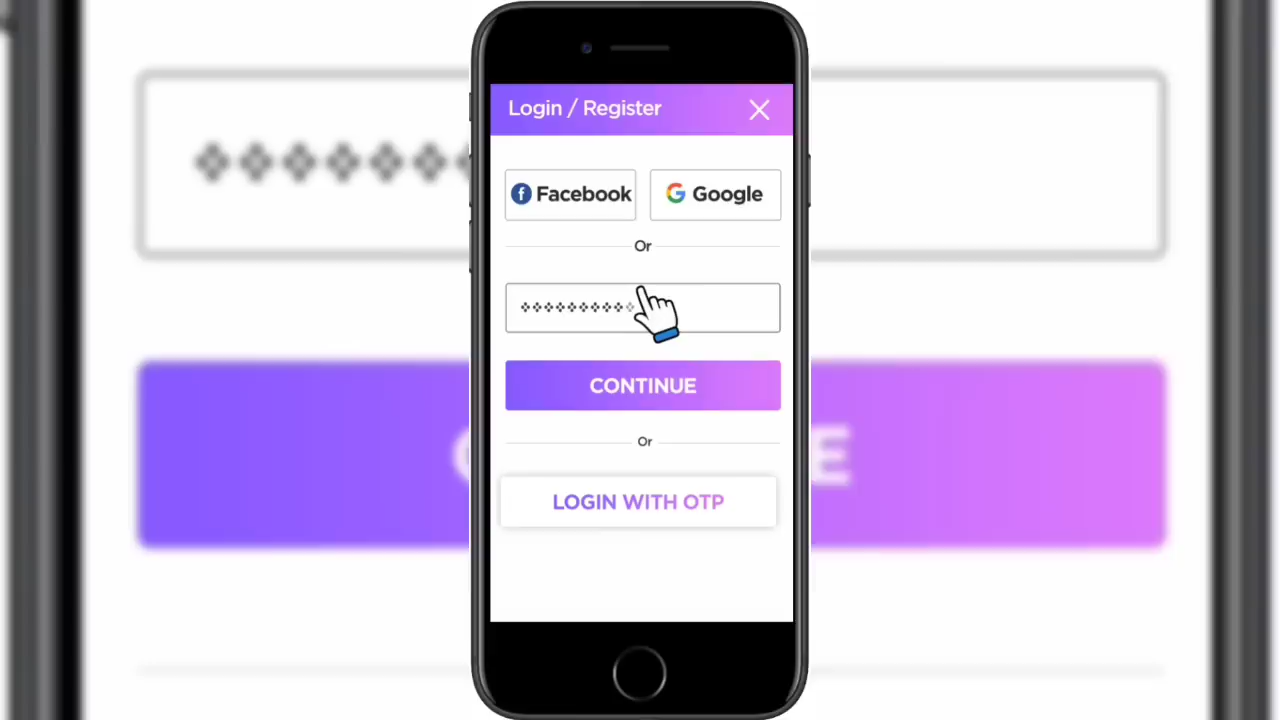 Login / Register
Facebook
Google
Or
CONTINUE
Or
LOGIN WITH OTP